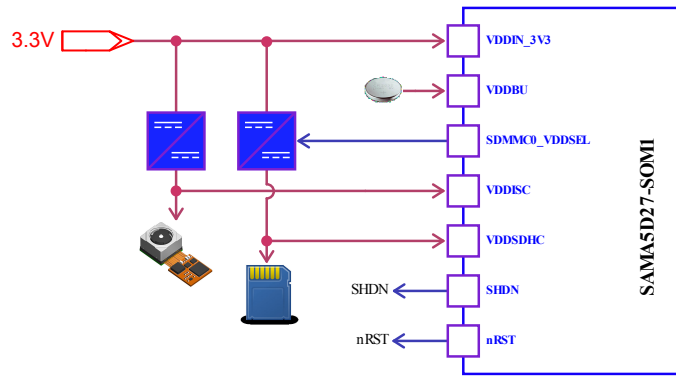 3.3V
VDDIN_3V3
VDDBU
SDMMC0_VDDSEL
VDDISC
VDDSDHC
SHDN
SHDN
nRST
nRST
SAMA5D27-SOM1